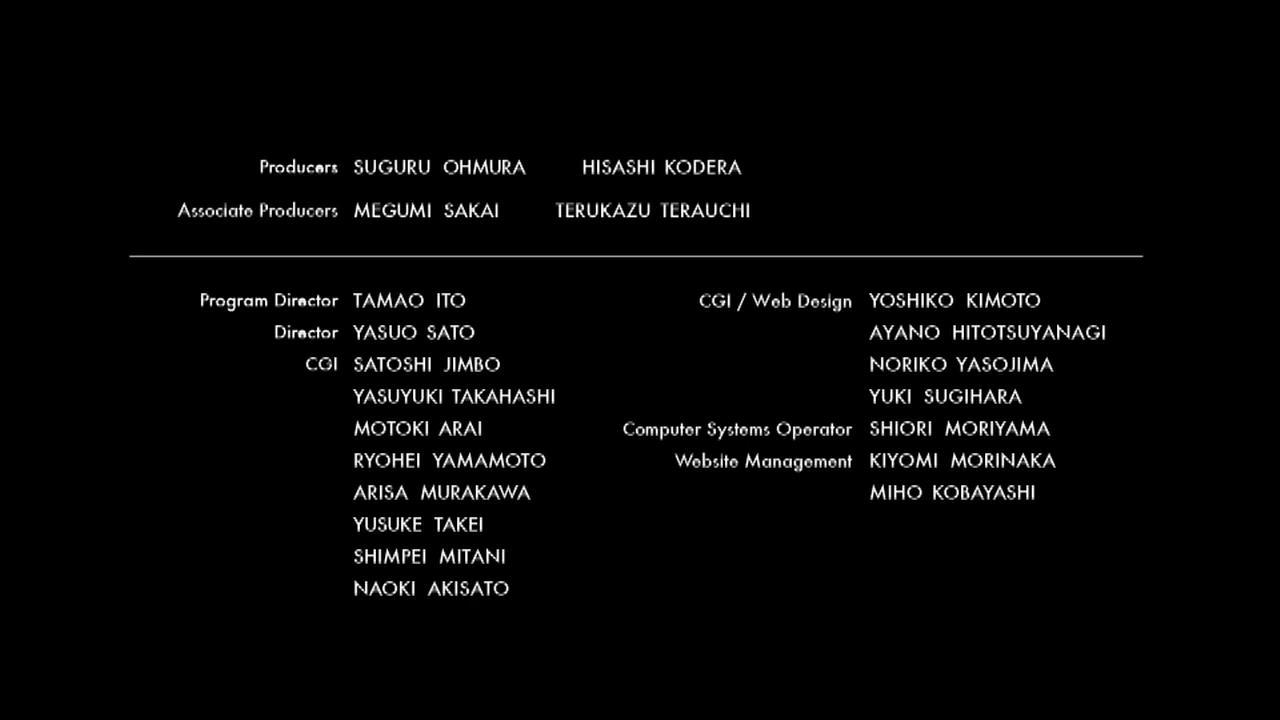 Producers SUGURU OHMURA HISASHI KODERA
Associate Producers MEGUMI SAKAI TERUKAZU TERAUCHI
Program Director TAMAO ITO
Director YASUO SATO
CGI SATOSHI JIMBO
YASUYUKI TAKAHASHI
MOTOKI ARAI
RYOHEI YAMAMOTO
ARISA MURAKAWA
YUSUKE TAKEI
SHIMPEI MITANI
NAOKI AKISATO
CGI / Web Design YOSHIKO KIMOTO
AYANO HITOTSUYANAGI
NORIKO YASOJIMA
YUKI SUGIHARA
Computer Systems Operator SHIORI MORIYAMA
Website Management KIYOMI MORINAKA
MIHO KOBAYASHI